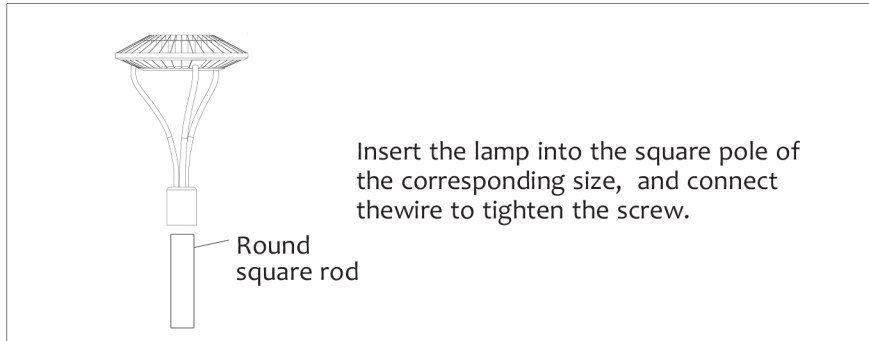 Insert the lamp into the square pole of
the corresponding size, and connect
thewire to tighten the screw.
Round
square rod